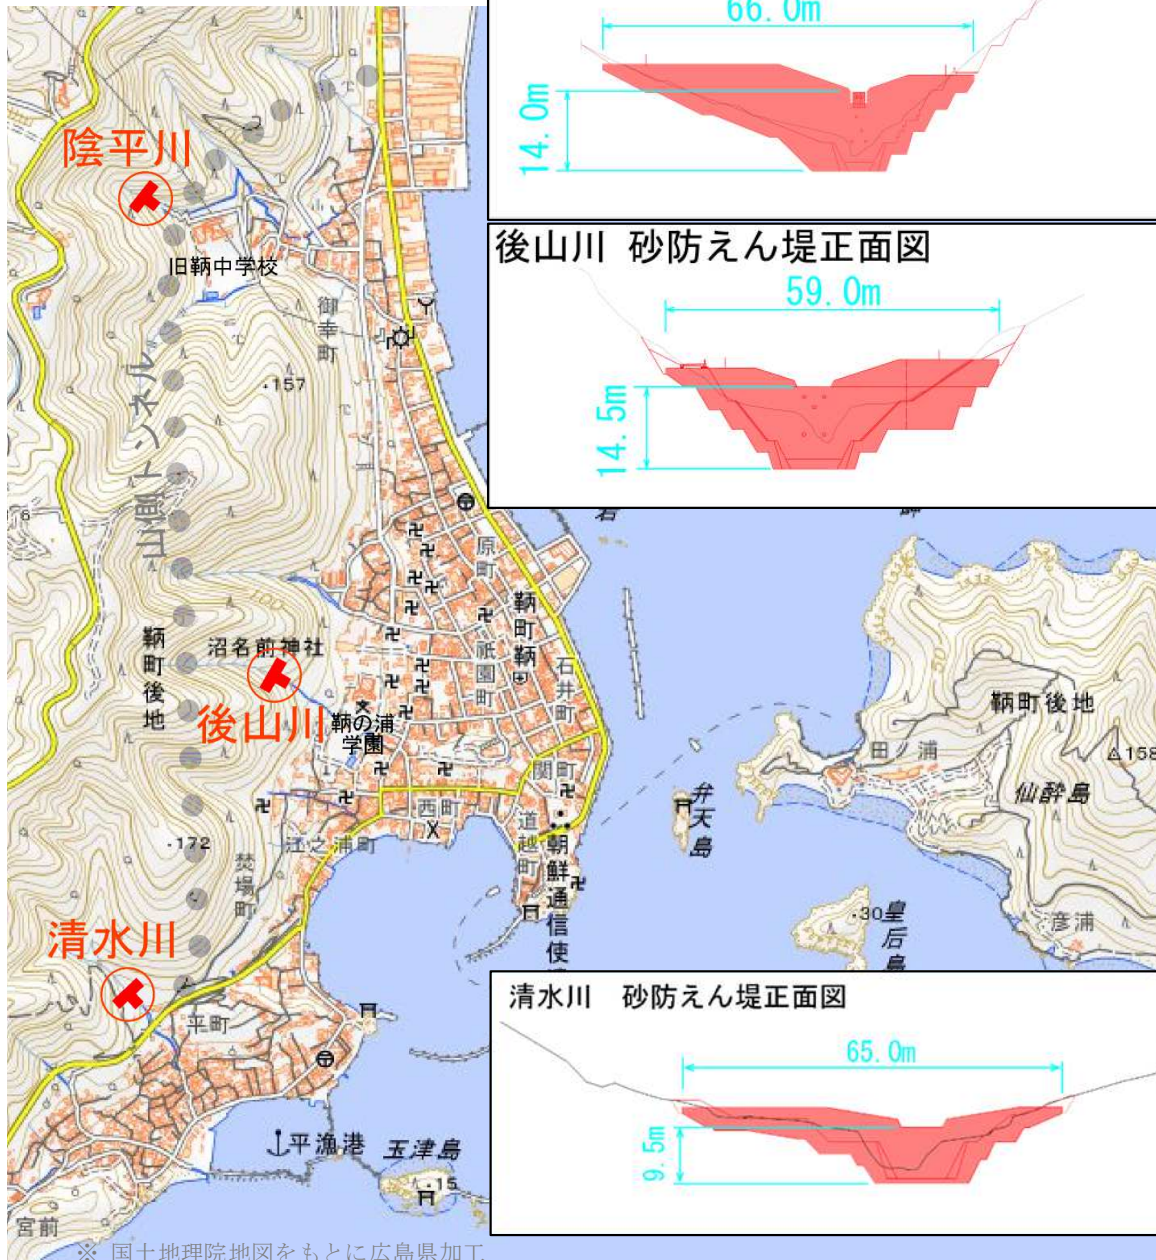 66.0m
14.0m
陰平川
旧鞆中学校
後山川 砂防えん堤正面図
59.0m
14.5m
御幸町
・157
山側トンネル
原町
鞆町鞆
祇園町
石井町
沼名前神社
鞆町後地
後山川
鞆の浦
学園
関町
西町
道越町
江之浦町
・172
焚場町
朝鮮通信使
弁天島
鞆町後地
田ノ浦
仙酔島
158
50
100
・30
皇后島
彦浦
清水川
平町
清水川 砂防えん堤正面図
65.0m
9.5m
平漁港
玉津島
・15
宮前
※ 国土地理院地図をもとに広島県加工